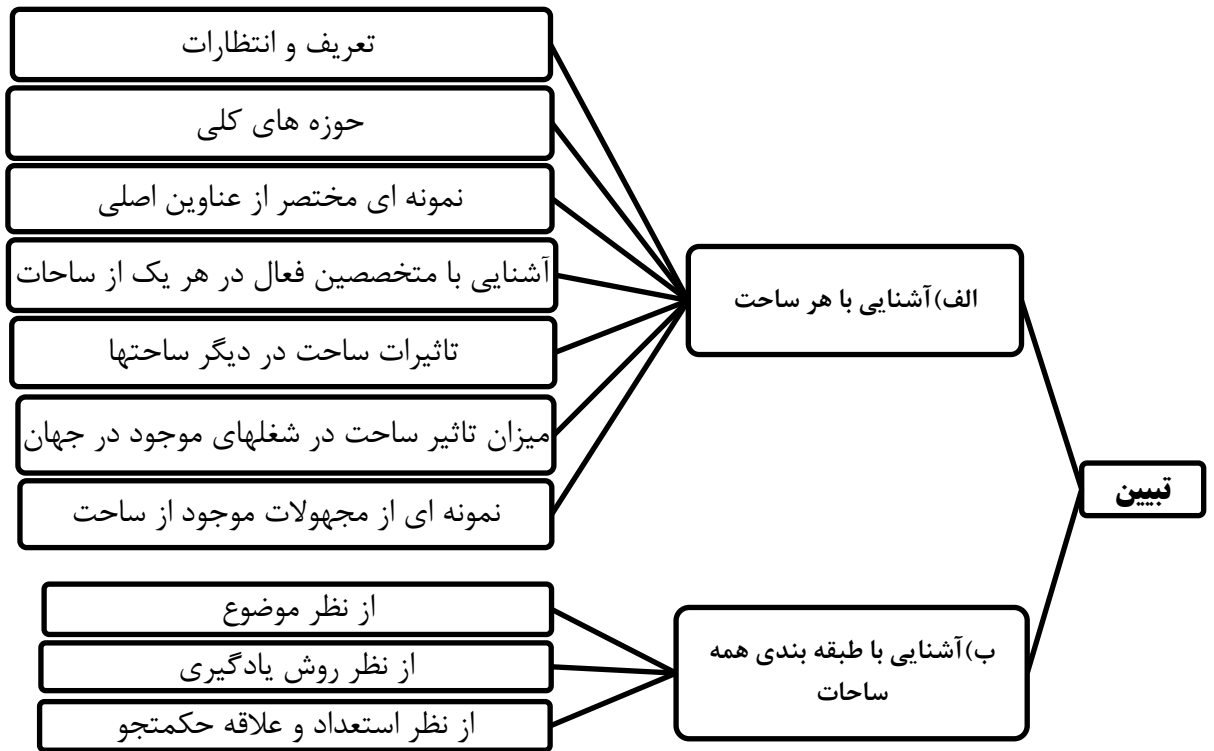 تبیین
الف)آشنایی با هر ساحت
تعریف و انتظارات
حوزه های کلی
نمونه ای مختصر از عناوین اصلی
آشنایی با متخصصین فعال در هر یک از ساحات
تاثیرات ساحت در دیگر ساحتها
میزان تاثیر ساحت در شغلهای موجود در جهان
نمونه ای از مجهولات موجود از ساحت
ب)آشنایی با طبقه بندی همه
ساحات
از نظر موضوع
از نظر روش یادگیری
از نظر استعداد و علاقه حکمتجو